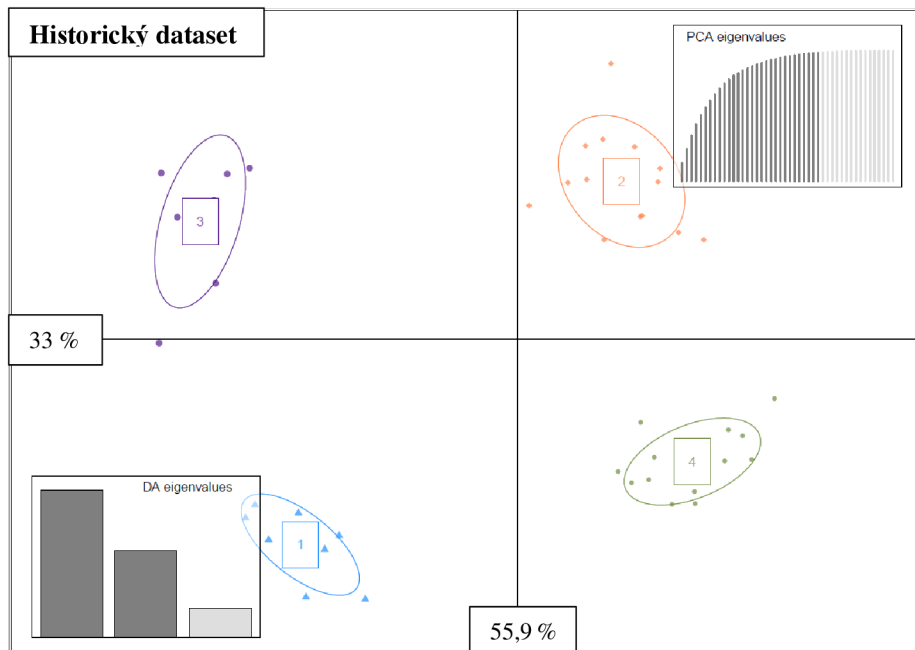 Historický dataset
PCA eigenvalues
2
3
33 %
4
DA eigenvalues
1
55,9 %